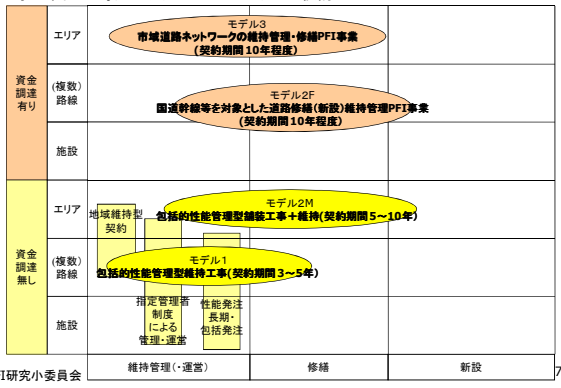 資金
調達
有り
エリア
モデル3
市域道路ネットワークの維持管理・修繕PFI事業
(契約期間10年程度)
(複数)
路線
モデル2F
国道幹線等を対象とした道路修繕(新設)維持管理PFI事業
(契約期間10年程度)
施設
資金
調達
無し
エリア
地域維持型
契約
モデル2M
包括的性能管理型舗装工事+維持(契約期間5~10年)
(複数)
路線
モデル1
包括的性能管理型維持工事(契約期間3~5年)
施設
指定管理者
制度
による
管理・運営
性能発注
長期・
包括発注
維持管理(・運営)
修繕
新設
I研究小委員会
7